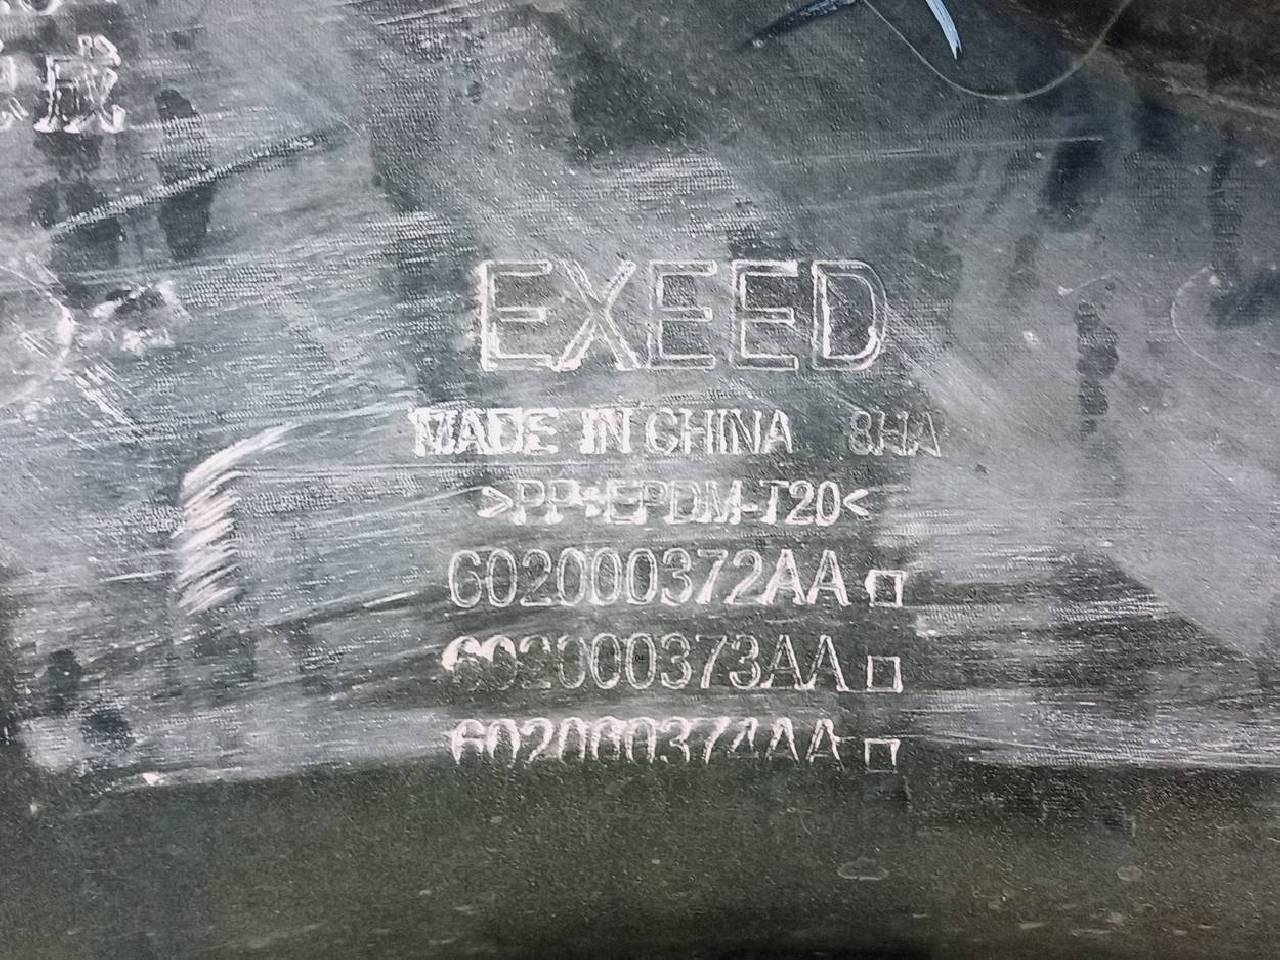 EXEED
MADE IN CHINA 8HA
>PP+EPDM-T20<
602000372AA
602000373AA
602000374AA